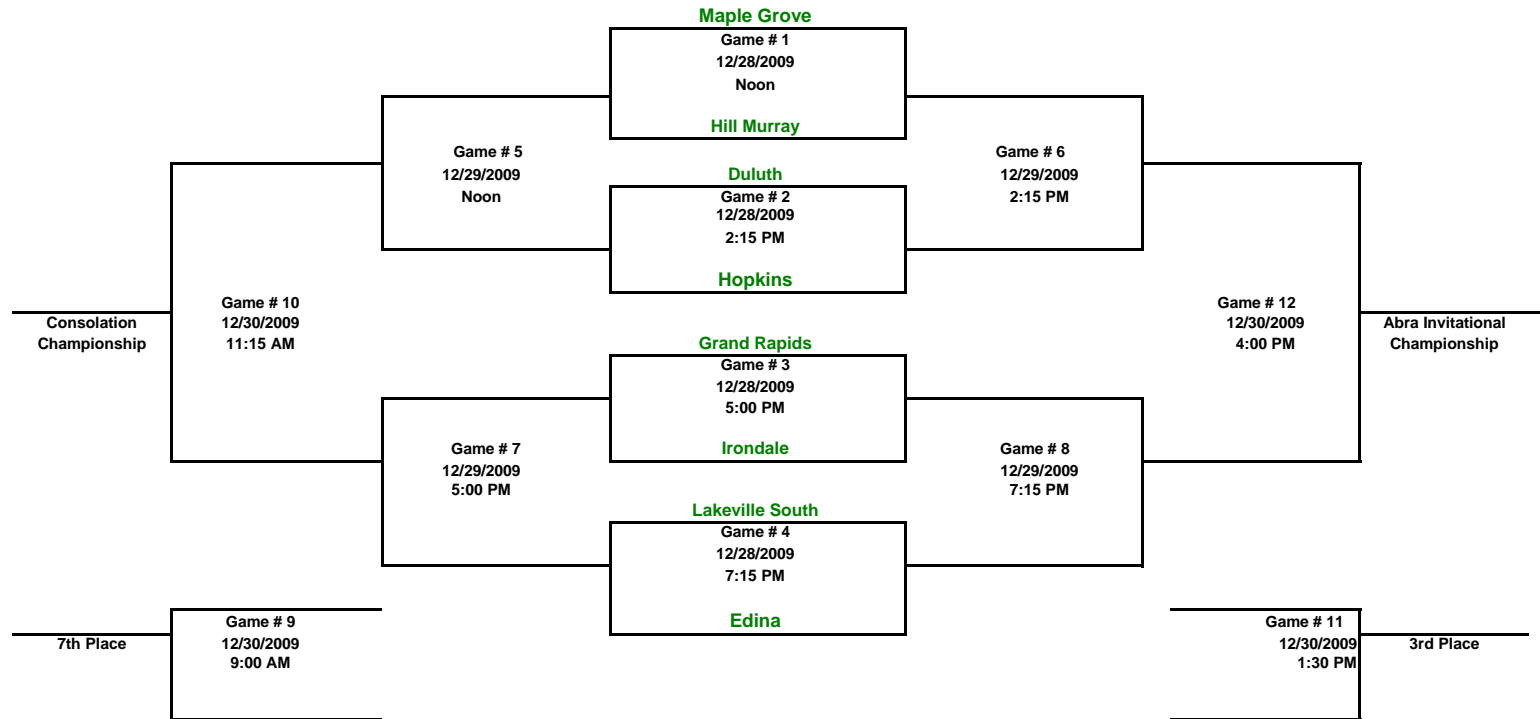 Maple Grove
Game # 1
12/28/2009
Noon
Hill Murray
Game # 5
12/29/2009
Noon
Game # 6
12/29/2009
2:15 PM
Duluth
Game # 2
12/28/2009
2:15 PM
Hopkins
Game # 10
12/30/2009
11:15 AM
Consolation
Championship
Game # 12
12/30/2009
4:00 PM
Abra Invitational
Championship
Grand Rapids
Game # 3
12/28/2009
5:00 PM
Irondale
Game # 7
12/29/2009
5:00 PM
Game # 8
12/29/2009
7:15 PM
Lakeville South
Game # 4
12/28/2009
7:15 PM
Edina
Game # 9
12/30/2009
9:00 AM
7th Place
Game # 11
12/30/2009
1:30 PM
3rd Place